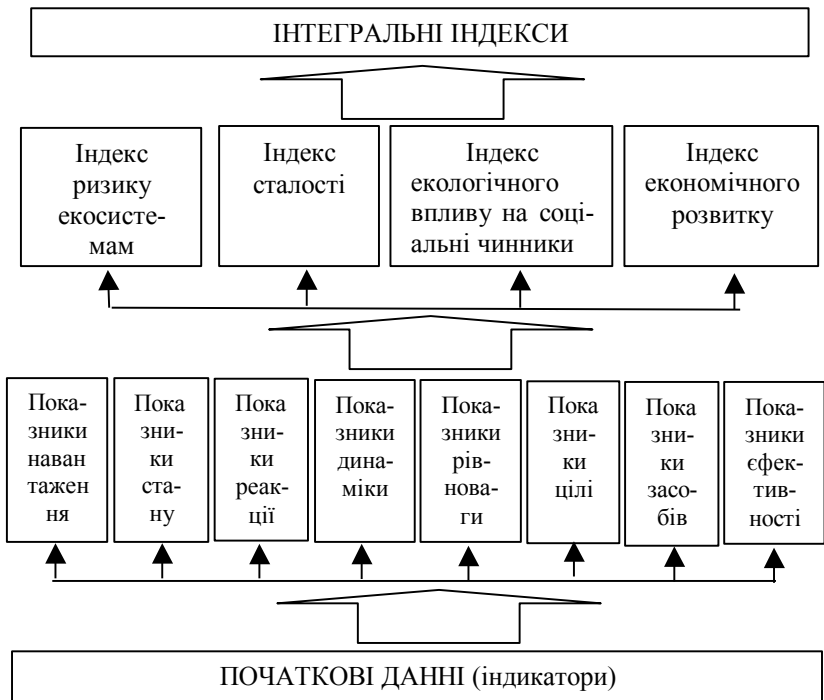 ІНТЕГРАЛЬНІ ІНДЕКСИ
Індекс
ризику
екосисте-
мам
Індекс
сталості
Індекс
екологічного
впливу на соці-
альні чинники
Індекс
економічного
розвитку
Пока-
зники
наван
тажен
ня
Пока
зни-
ки
ста-
ну
Пока
зни-
ки
реак-
ції
Пока-
зники
дина-
міки
Пока-
зники
рів-
нова-
ги
Пока
зни-
ки
цілі
Пока
зни-
ки
засо-
бів
Пока-
зники
єфек-
тив-
ності
ПОЧАТКОВІ ДАННІ (індикатори)